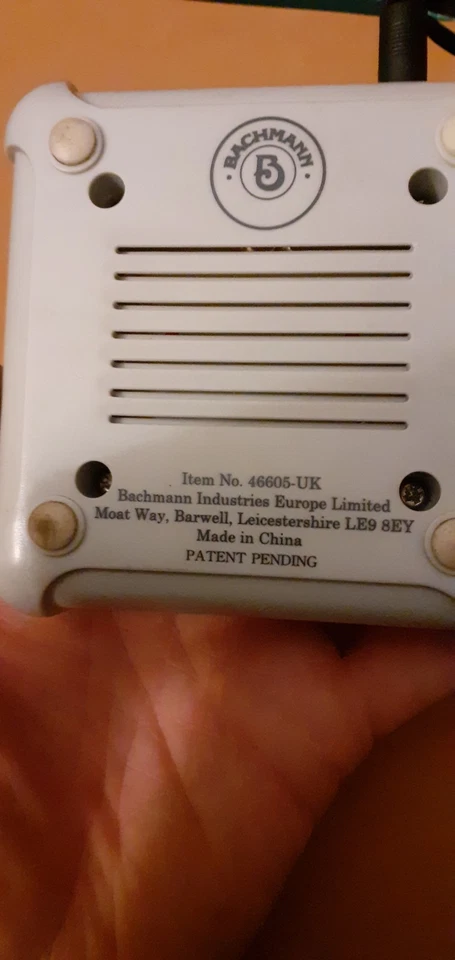 BACHMANN
B
Item No. 46605-UK
Bachmann Industries Europe Limited
Moat Way, Barwell, Leicestershire LE9 8EY
Made in China
PATENT PENDING